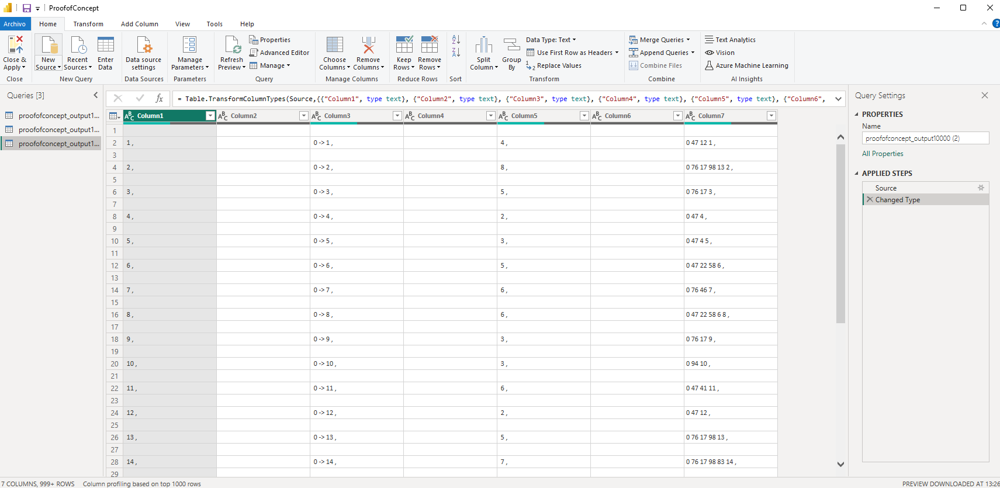 ProofofConcept
Archivo Home Transform Add Column View Tools Help
Close & Apply
New Source
Recent Sources
Enter Data
Data source settings
Manage Parameters
Refresh Preview
Properties
Advanced Editor
Manage
Choose Columns
Remove Columns
Keep Rows
Remove Rows
Split Column
Group By
Data Type: Text
Use First Row as Headers
Replace Values
Merge Queries
Append Queries
Combine Files
Text Analytics
Vision
Azure Machine Learning
Close New Query Data Sources Parameters Query Manage Columns Reduce Rows Sort Transform Combine AI Insights
Queries [3]
proofofconcept_output1...
proofofconcept_output1...
proofofconcept_output1...
fx = Table.TransformColumnTypes(Source,{{"Column1", type text}, {"Column2", type text}, {"Column3", type text}, {"Column4", type text}, {"Column5", type text}, {"Column6",
ABC Column1 ABC Column2 ABC Column3 ABC Column4 ABC Column5 ABC Column6 ABC Column7
1
2 1 , 0 -> 1 , 4 , 0 47 12 1 ,
3
4 2 , 0 -> 2 , 8 , 0 76 17 98 13 2 ,
5
6 3 , 0 -> 3 , 5 , 0 76 17 3 ,
7
8 4 , 0 -> 4 , 2 , 0 47 4 ,
9
10 5 , 0 -> 5 , 3 , 0 47 4 5 ,
11
12 6 , 0 -> 6 , 5 , 0 47 22 58 6 ,
13
14 7 , 0 -> 7 , 6 , 0 76 46 7 ,
15
16 8 , 0 -> 8 , 6 , 0 47 22 58 6 8 ,
17
18 9 , 0 -> 9 , 3 , 0 76 17 9 ,
19
20 10 , 0 -> 10 , 3 , 0 94 10 ,
21
22 11 , 0 -> 11 , 6 , 0 47 41 11 ,
23
24 12 , 0 -> 12 , 2 , 0 47 12 ,
25
26 13 , 0 -> 13 , 5 , 0 76 17 98 13 ,
27
28 14 , 0 -> 14 , 7 , 0 76 17 98 83 14 ,
29
Query Settings
PROPERTIES
Name
proofofconcept_output10000 (2)
All Properties
APPLIED STEPS
Source
Changed Type
7 COLUMNS, 999+ ROWS Column profiling based on top 1000 rows
PREVIEW DOWNLOADED AT 13:26